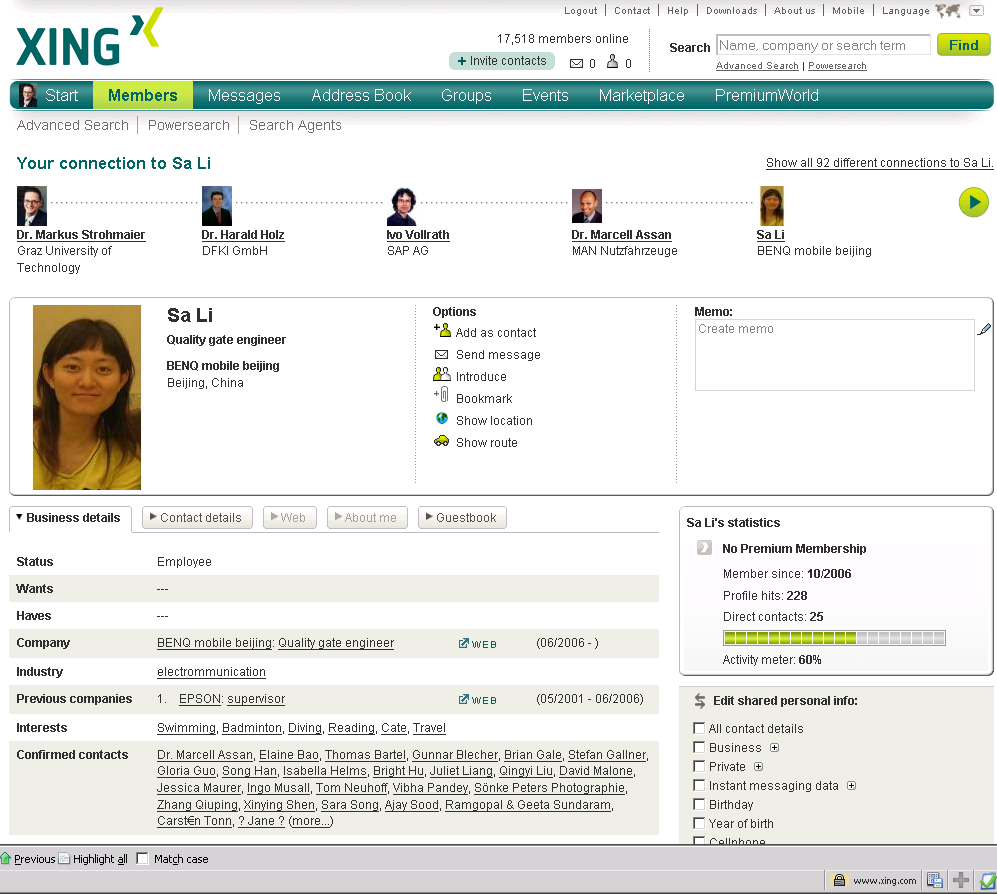 Logout | Contact | Help | Downloads | About us | Mobile | Language
XING
17,518 members online
+ Invite contacts 0 0
Search Name, company or search term Find
Advanced Search | Powersearch
Start Members Messages Address Book Groups Events Marketplace PremiumWorld
Advanced Search | Powersearch | Search Agents
Your connection to Sa Li
Show all 92 different connections to Sa Li.
Dr. Markus Strohmaier
Graz University of
Technology
Dr. Harald Holz
DFKI GmbH
Ivo Vollrath
SAP AG
Dr. Marcell Assan
MAN Nutzfahrzeuge
Sa Li
BENQ mobile beijing
Sa Li
Quality gate engineer
BENQ mobile beijing
Beijing, China
Options
Add as contact
Send message
Introduce
Bookmark
Show location
Show route
Memo:
Create memo
Business details Contact details Web About me Guestbook
Status Employee
Wants ---
Haves ---
Company BENQ mobile beijing: Quality gate engineer WEB (06/2006 - )
Industry electrommunication
Previous companies 1. EPSON: supervisor WEB (05/2001 - 06/2006)
Interests Swimming, Badminton, Diving, Reading, Cate, Travel
Confirmed contacts Dr. Marcell Assan, Elaine Bao, Thomas Bartel, Gunnar Blecher, Brian Gale, Stefan Gallner,
Gloria Guo, Song Han, Isabella Helms, Bright Hu, Juliet Liang, Qingyi Liu, David Malone,
Jessica Maurer, Ingo Musall, Tom Neuhoff, Vibha Pandey, Sönke Peters Photographie,
Zhang Qiuping, Xinying Shen, Sara Song, Ajay Sood, Ramgopal & Geeta Sundaram,
Carst€n Tonn, ? Jane ? (more...)
Sa Li's statistics
No Premium Membership
Member since: 10/2006
Profile hits: 228
Direct contacts: 25
Activity meter: 60%
Edit shared personal info:
All contact details
Business
Private
Instant messaging data
Birthday
Year of birth
Cellphone
Previous Highlight all Match case
www.xing.com